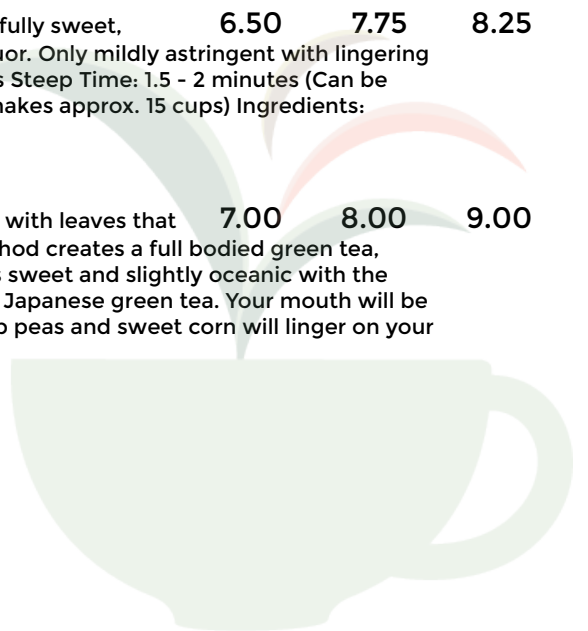 fully sweet, 6.50 7.75 8.25
uor. Only mildly astringent with lingering
s Steep Time: 1.5 - 2 minutes (Can be
makes approx. 15 cups) Ingredients:
with leaves that 7.00 8.00 9.00
hod creates a full bodied green tea,
s sweet and slightly oceanic with the
Japanese green tea. Your mouth will be
p peas and sweet corn will linger on your